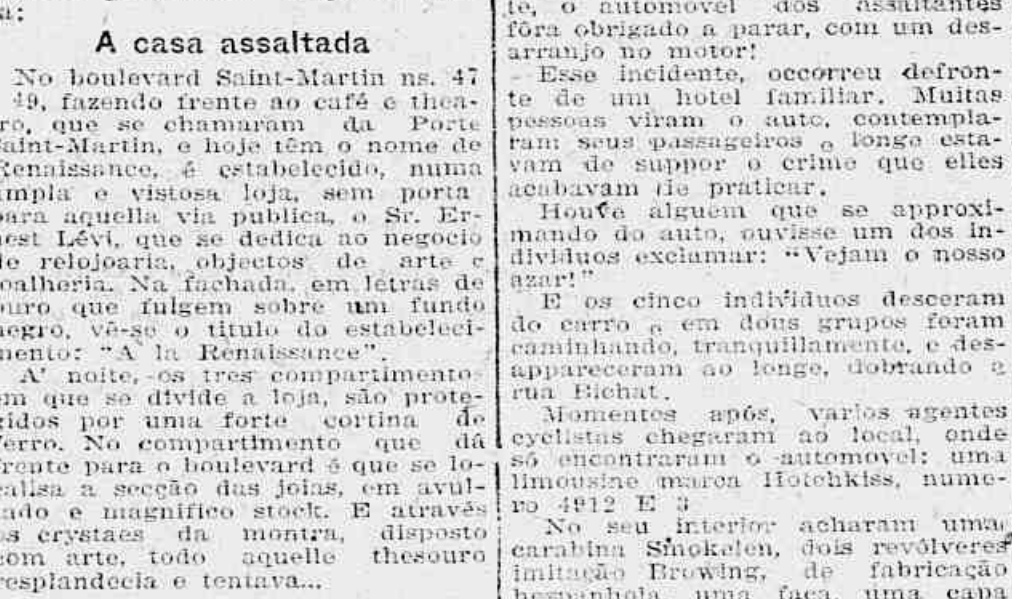 a:
A casa assaltada
No boulevard Saint-Martin ns. 47
49, fazendo frente ao café e thea-
ro, que se chamaram da Porte
Saint-Martin, e hoje têm o nome de
Renaissance, é estabelecido, numa
ampla e vistosa loja, sem porta
para aquella via publica, o Sr. Er-
nest Lévi, que se dedica ao negocio
de relojoaria, objectos de arte e
oalheria. Na fachada, em letras de
ouro que fulgem sobre um fundo
negro, vê-se o titulo do estabeleci-
mento: "A la Renaissance".
A' noite, os tres compartimento
em que se divide a loja, são prote-
gidos por uma forte cortina de
ferro. No compartimento que dá
frente para o boulevard é que se lo-
calisa a secção das joias, em avul-
tado e magnifico stock. E através
os crystaes da montra, disposto
com arte, todo aquelle thesouro
resplandecia e tentava...
te, o automovel dos assaltantes
fôra obrigado a parar, com um des-
arranjo no motor!
Esse incidente, occorreu defron-
te de um hotel familiar. Muitas
pessoas viram o auto, contempla-
ram seus passageiros e longe esta-
vam de suppor o crime que elles
acabavam de praticar.
Houve alguem que se approxi-
mando do auto, ouvisse um dos in-
dividuos exclamar: "Vejam o nosso
azar!"
E os cinco individuos desceram
do carro e em dous grupos foram
caminhando, tranquillamente, e des-
appareceram ao longe, dobrando a
rua Bichat.
Momentos após, varios agentes
cyclistas chegaram ao local, onde
só encontraram o automovel: uma
limousine marca Hotchkiss, nume-
ro 4912 E 3
No seu interior acharam uma
carabina Smokelen, dois revólveres
imitação Browing, de fabricação
hespanhola, uma faca, uma capa